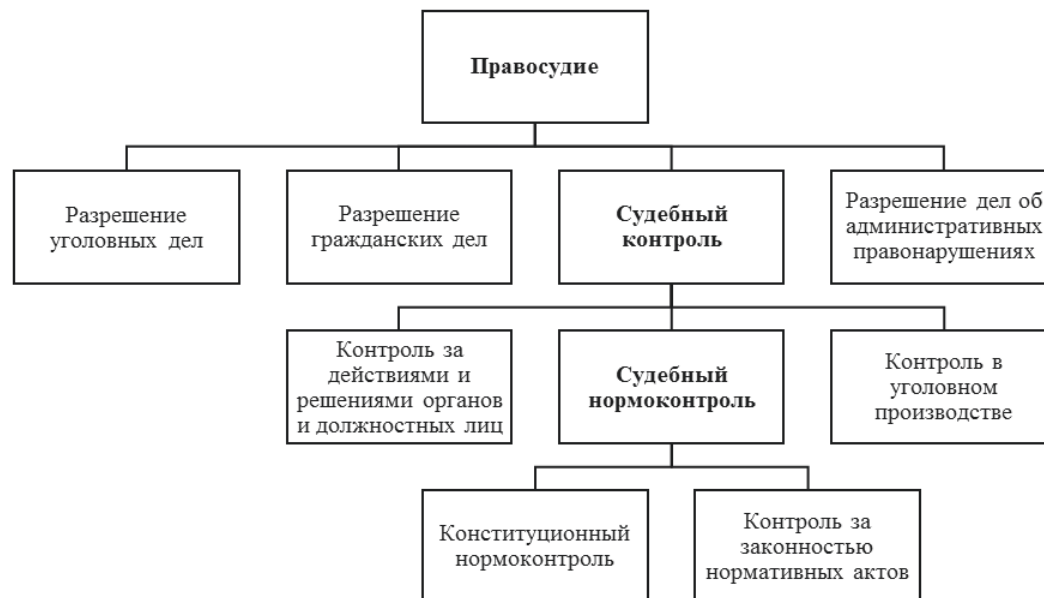 Правосудие
Разрешение
уголовных дел
Разрешение
гражданских дел
Судебный
контроль
Разрешение дел об
административных
правонарушениях
Контроль за
действиями и
решениями органов
и должностных лиц
Судебный
нормоконтроль
Контроль в
уголовном
производстве
Конституционный
нормоконтроль
Контроль за
законностью
нормативных актов